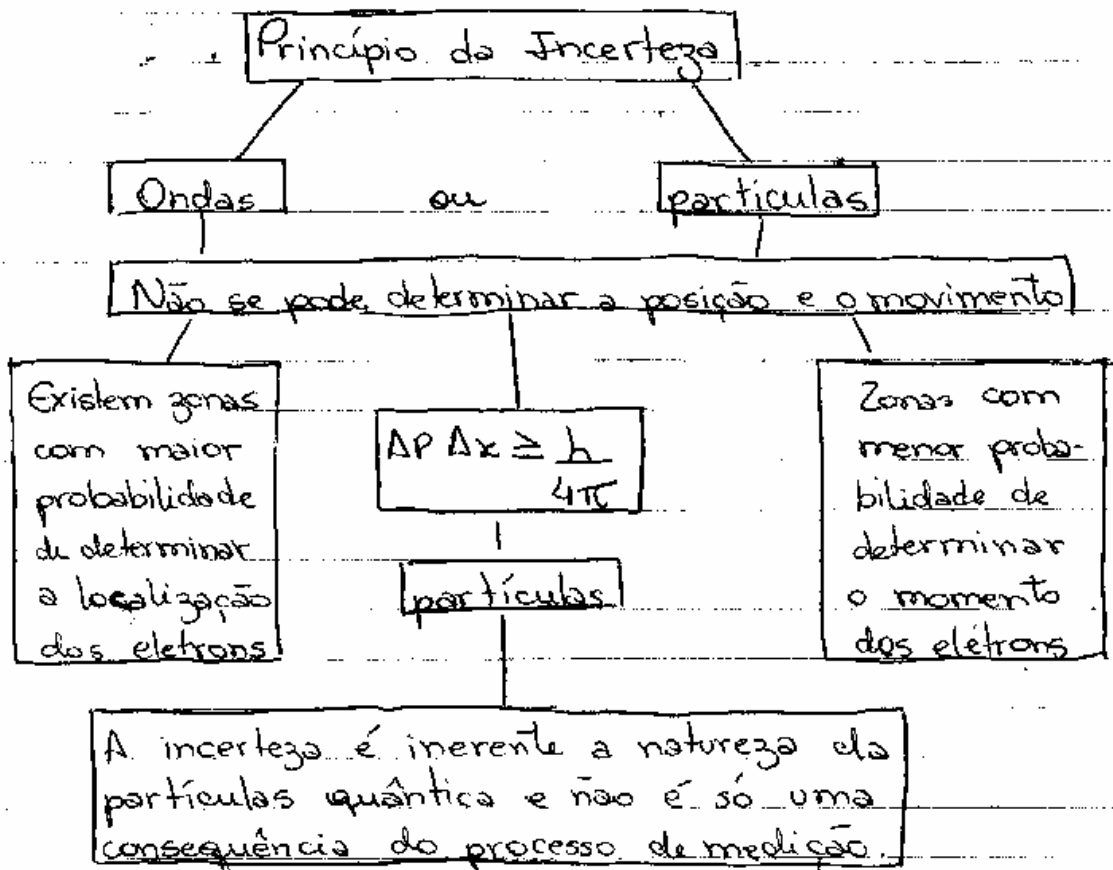 Princípio da Incerteza
Ondas ou partículas
Não se pode determinar a posição e o movimento
Existem zonas
com maior
probabilidade
de determinar
a localização
dos eletrons
ΔP Δx ≥ h
4π
partículas
Zonas com
menor proba-
bilidade de
determinar
o momento
dos elétrons
A incerteza é inerente a natureza da
partículas quântica e não é só uma
consequência do processo de medição.